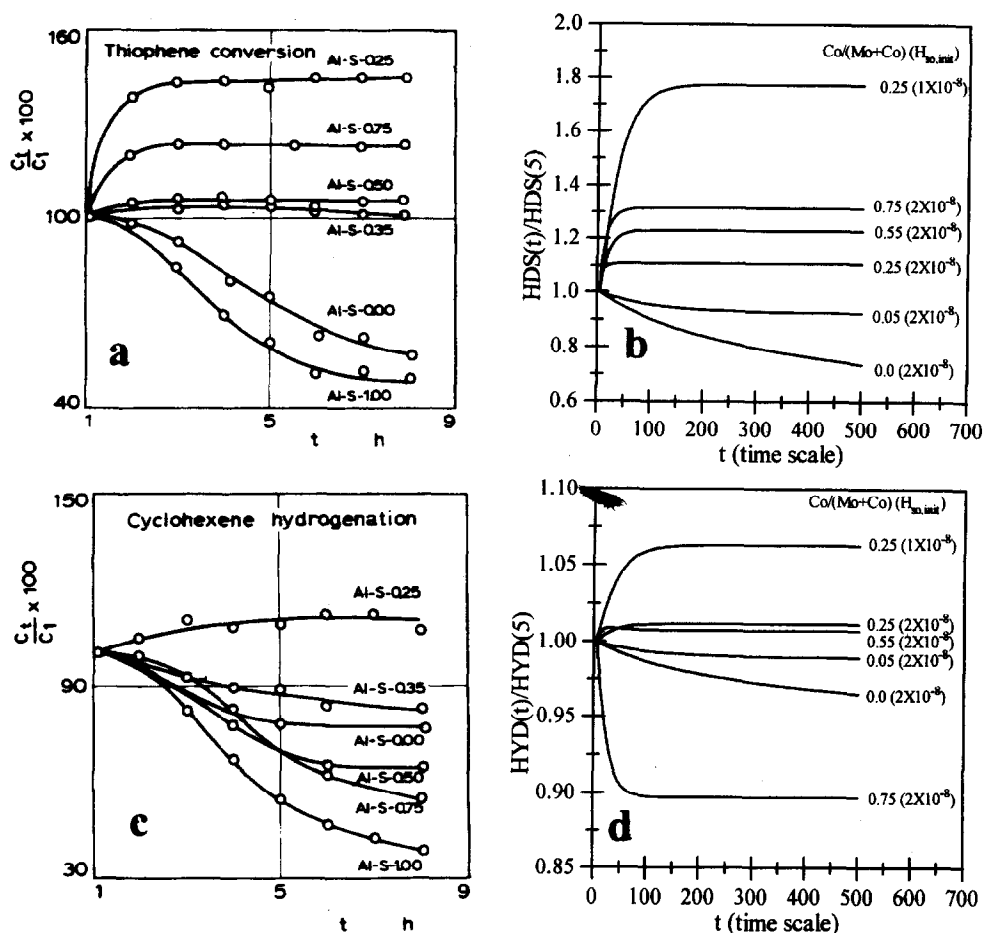 160
Thiophene conversion
Al-S-0.25
Al-S-0.75
Al-S-0.50
Al-S-0.35
Al-S-0.00
Al-S-1.00
Ct/C1 x 100
100
40
1
5
9
t h
a
2.0
1.8
1.6
1.4
1.2
1.0
0.8
0.6
HDS(t)/HDS(5)
Co/(Mo+Co) (Hso,init)
0.25 (1X10-8)
0.75 (2X10-8)
0.55 (2X10-8)
0.25 (2X10-8)
0.05 (2X10-8)
0.0 (2X10-8)
b
0 100 200 300 400 500 600 700
t (time scale)
150
Cyclohexene hydrogenation
Al-S-0.25
Al-S-0.35
Al-S-0.00
Al-S-0.50
Al-S-0.75
Al-S-1.00
Ct/C1 x 100
90
30
1
5
9
t h
c
1.10
1.05
1.00
0.95
0.90
0.85
HYD(t)/HYD(5)
Co/(Mo+Co) (Hso,init)
0.25 (1X10-8)
0.25 (2X10-8)
0.55 (2X10-8)
0.05 (2X10-8)
0.0 (2X10-8)
0.75 (2X10-8)
d
0 100 200 300 400 500 600 700
t (time scale)